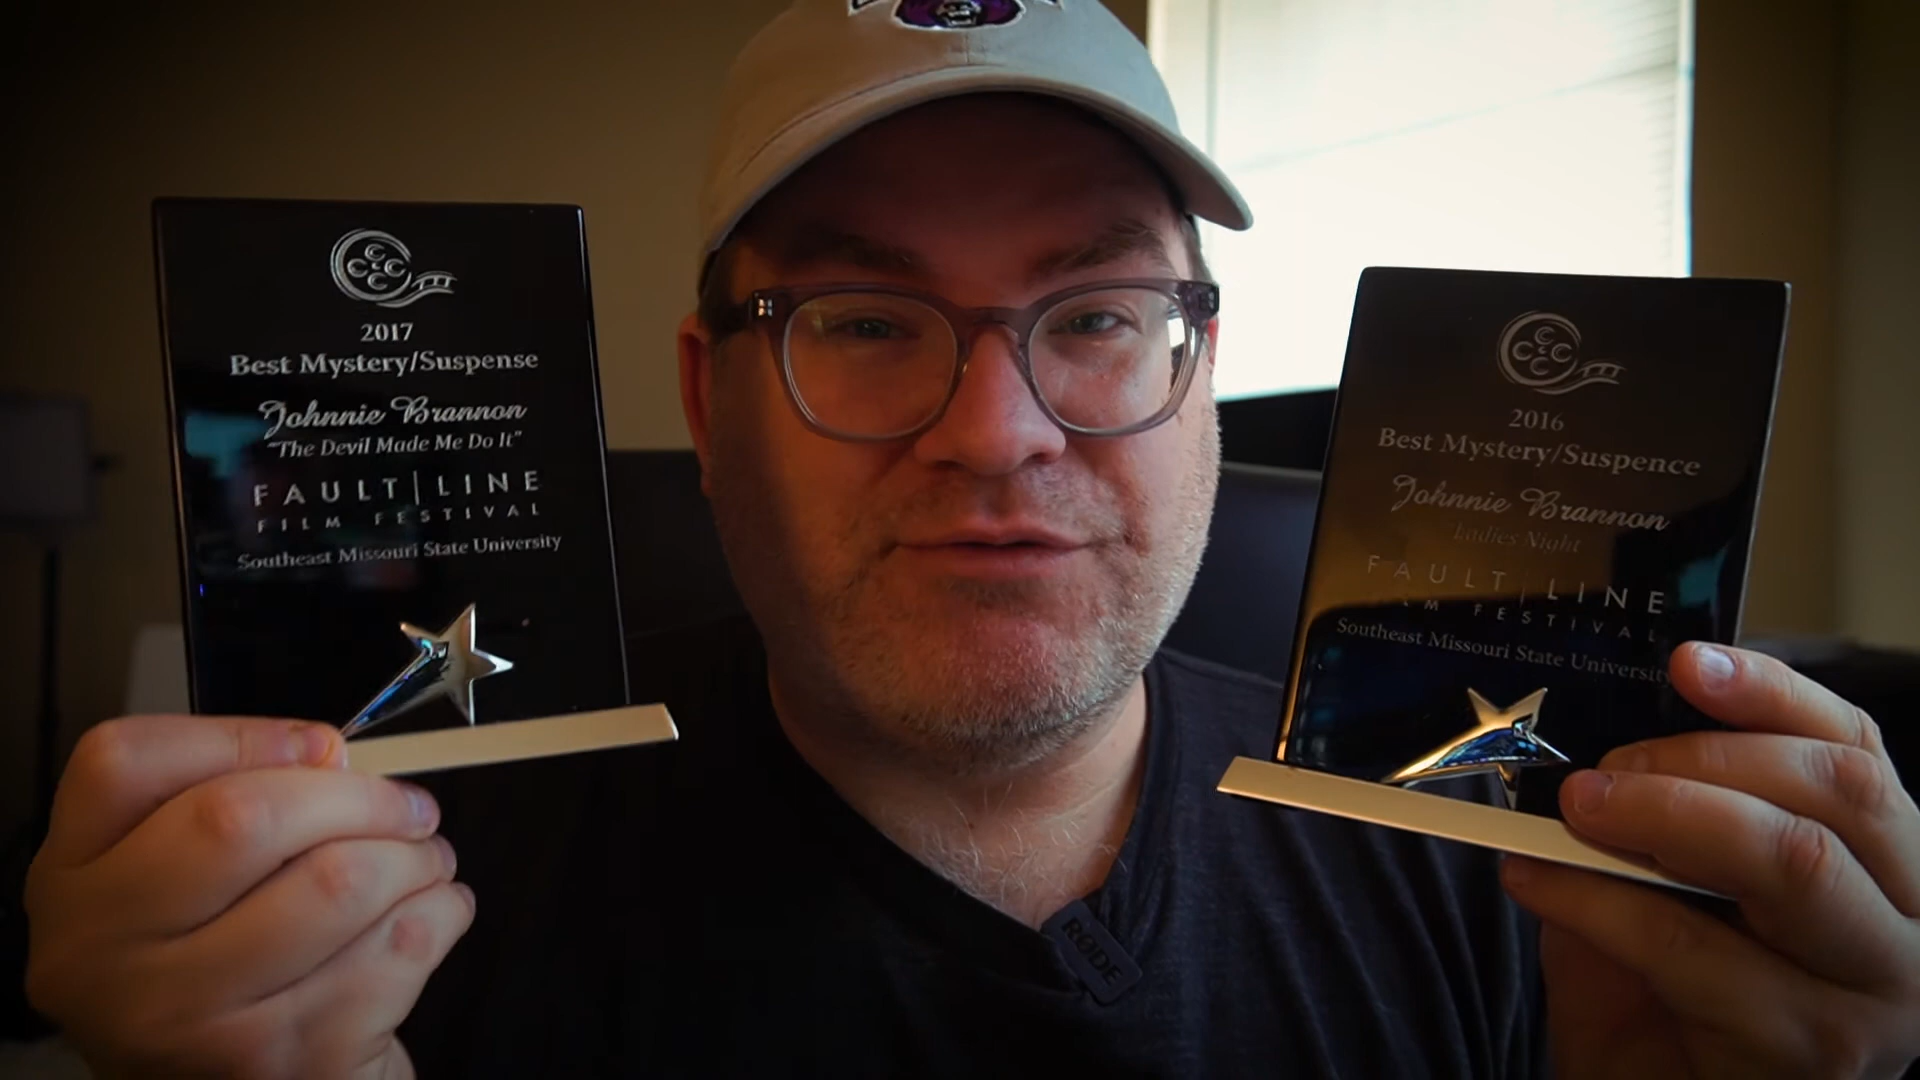 C
C & C
C
2017
Best Mystery/Suspense
Johnnie Brannon
"The Devil Made Me Do It"
FAULT|LINE
FILM FESTIVAL
Southeast Missouri State University
C
C & C
C
2016
Best Mystery/Suspence
Johnnie Brannon
Ladies Night
FAULT|LINE
FILM FESTIVAL
Southeast Missouri State University
RØDE